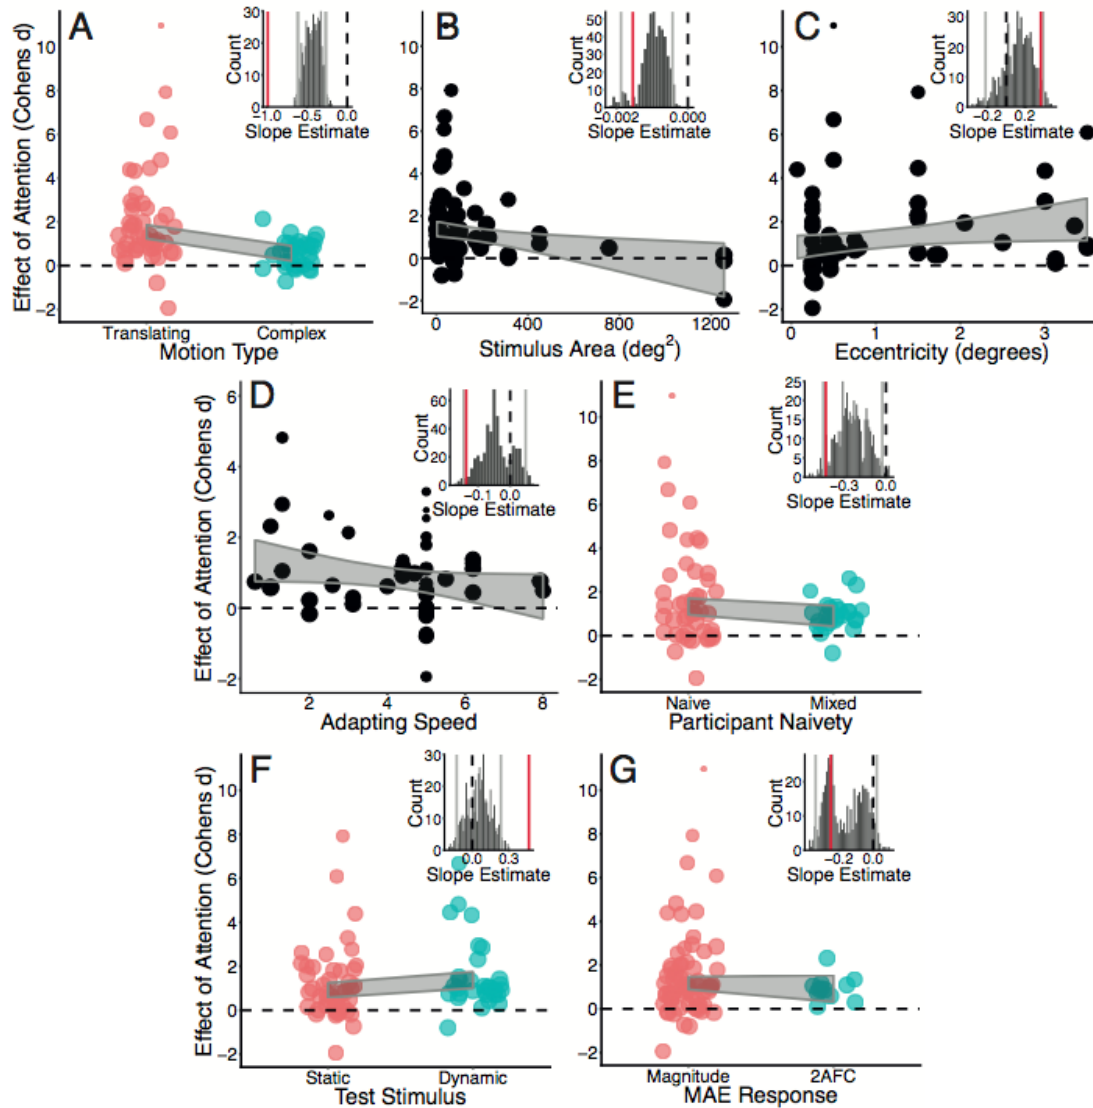 A
Effect of Attention (Cohens d)
10
8
6
4
2
0
−2
Translating
Complex
Motion Type
Count
30
20
10
0
−1.0
−0.5
0.0
Slope Estimate
B
10
8
6
4
2
0
−2
0
400
800
1200
Stimulus Area (deg²)
Count
50
40
30
20
10
0
−0.002
0.000
Slope Estimate
C
10
8
6
4
2
0
−2
0
1
2
3
Eccentricity (degrees)
Count
30
20
10
0
−0.2
0.2
Slope Estimate
D
Effect of Attention (Cohens d)
6
4
2
0
−2
2
4
6
8
Adapting Speed
Count
60
40
20
0
−0.1
0.0
Slope Estimate
E
10
8
6
4
2
0
−2
Naive
Mixed
Participant Naivety
Count
25
20
15
10
5
0
−0.3
0.0
Slope Estimate
F
Effect of Attention (Cohens d)
10
8
6
4
2
0
−2
Static
Dynamic
Test Stimulus
Count
30
20
10
0
0.0
0.3
Slope Estimate
G
10
8
6
4
2
0
−2
Magnitude
2AFC
MAE Response
Count
20
10
0
−0.2
0.0
Slope Estimate